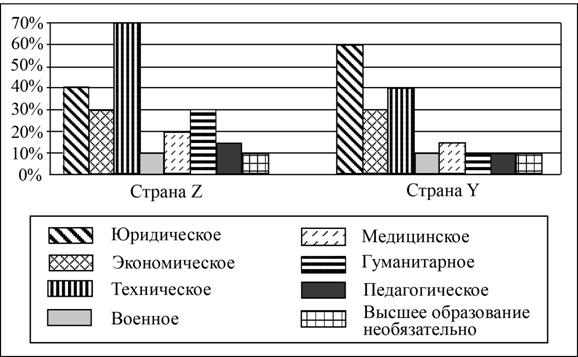 70%
60%
50%
40%
30%
20%
10%
0%
Страна Z
Страна Y
Юридическое
Экономическое
Техническое
Военное
Медицинское
Гуманитарное
Педагогическое
Высшее образование
необязательно